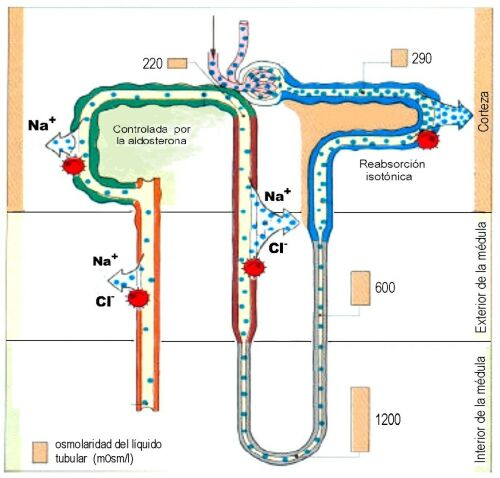 220
290
Na+
Controlada por
la aldosterona
Reabsorción
isotónica
Corteza
Na+
Cl-
Na+
Cl-
600
Exterior de la médula
1200
Interior de la médula
osmolaridad del líquido
tubular (m0sm/l)